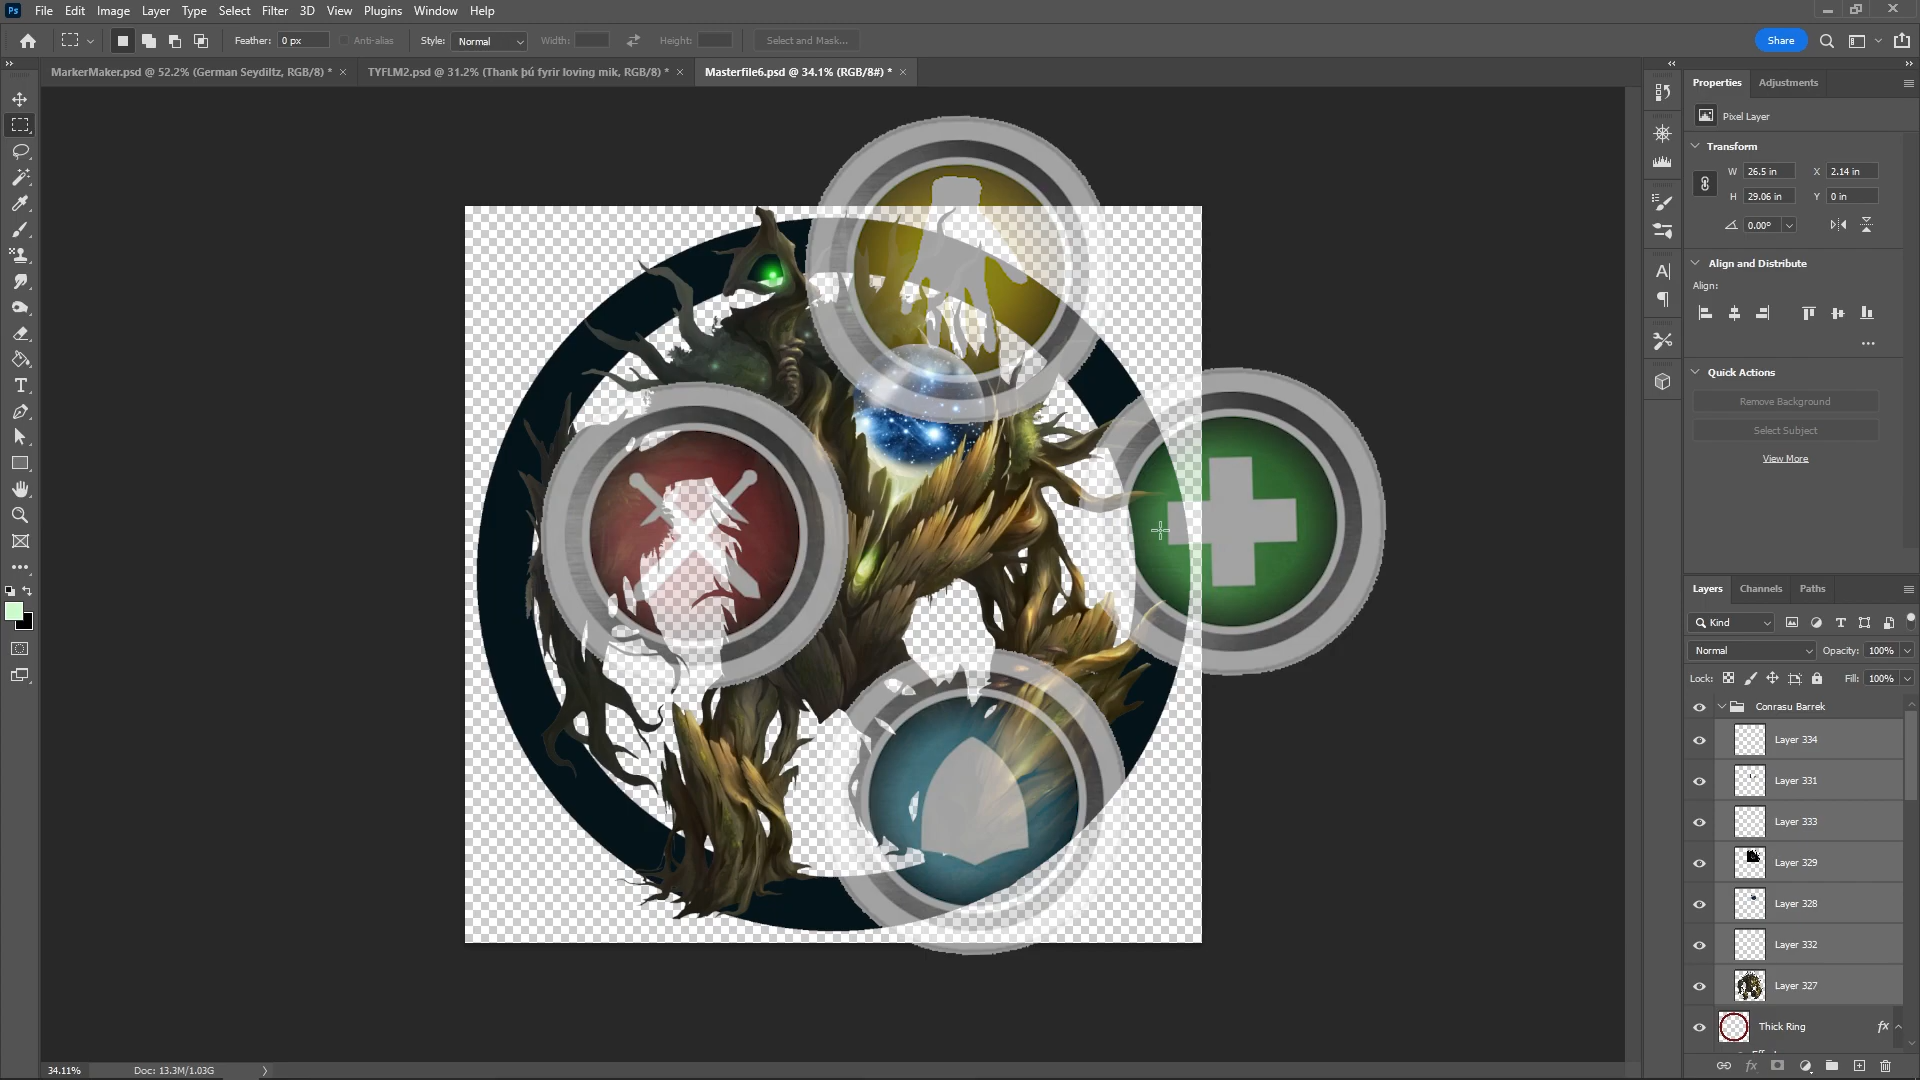 Ps File Edit Image Layer Type Select Filter 3D View Plugins Window Help
Feather: 0 px Anti-alias Style: Normal Width: Height: Select and Mask... Share
MarkerMaker.psd @ 52.2% (German Seydiltz, RGB/8) * TYFLM2.psd @ 31.2% (Thank þú fyrir loving mik, RGB/8) * Masterfile6.psd @ 34.1% (RGB/8#) *
Properties Adjustments
Pixel Layer
Transform
W 26.5 in X 2.14 in
H 29.06 in Y 0 in
0.00°
Align and Distribute
Align:
Quick Actions
Remove Background
Select Subject
View More
Layers Channels Paths
Kind
Normal Opacity: 100%
Lock: Fill: 100%
Conrasu Barrek
Layer 334
Layer 331
Layer 333
Layer 329
Layer 328
Layer 332
Layer 327
Thick Ring fx
34.11% Doc: 13.3M/1.03G